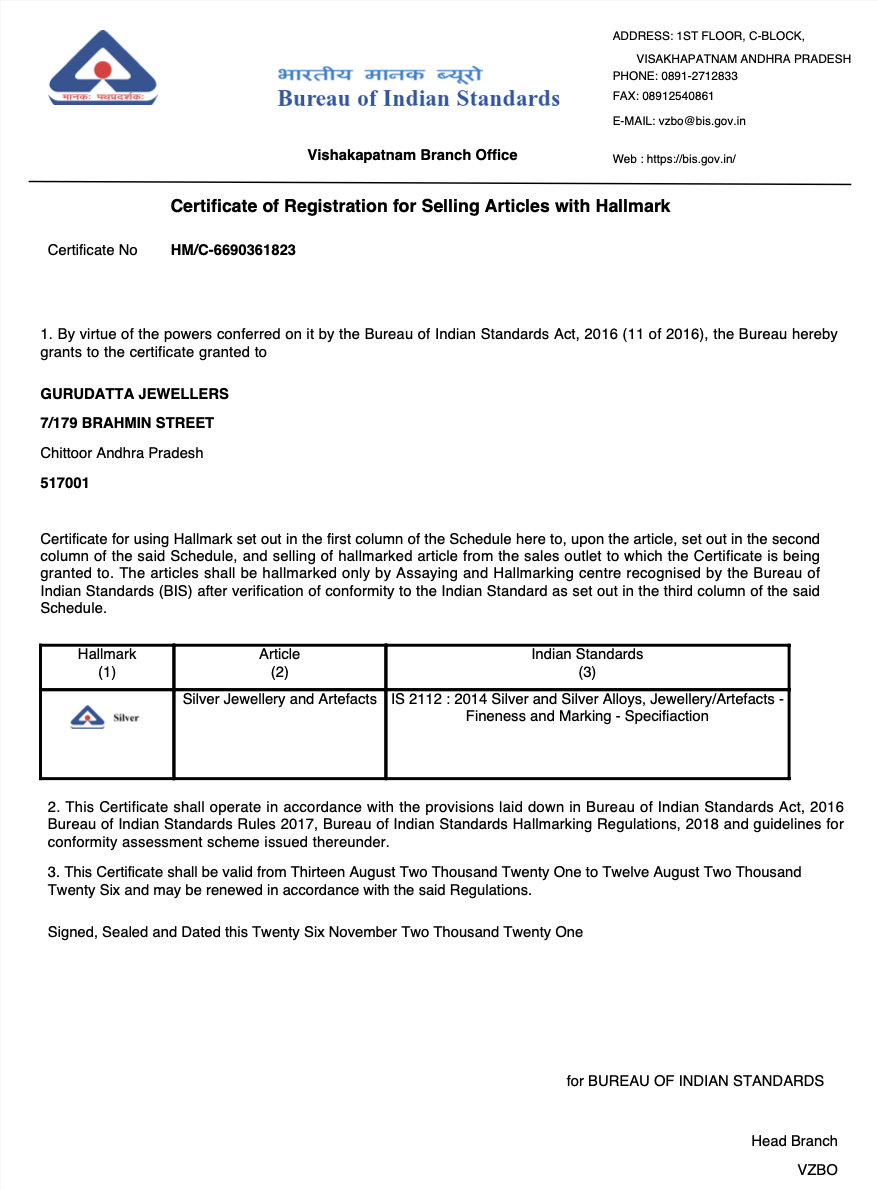 ADDRESS: 1ST FLOOR, C-BLOCK,
VISAKHAPATNAM ANDHRA PRADESH
PHONE: 0891-2712833
FAX: 08912540861
E-MAIL: vzbo@bis.gov.in
Web : https://bis.gov.in/
मानकः पथप्रदर्शकः
भारतीय मानक ब्यूरो
Bureau of Indian Standards
Vishakapatnam Branch Office
Certificate of Registration for Selling Articles with Hallmark
Certificate No HM/C-6690361823
1. By virtue of the powers conferred on it by the Bureau of Indian Standards Act, 2016 (11 of 2016), the Bureau hereby
grants to the certificate granted to
GURUDATTA JEWELLERS
7/179 BRAHMIN STREET
Chittoor Andhra Pradesh
517001
Certificate for using Hallmark set out in the first column of the Schedule here to, upon the article, set out in the second
column of the said Schedule, and selling of hallmarked article from the sales outlet to which the Certificate is being
granted to. The articles shall be hallmarked only by Assaying and Hallmarking centre recognised by the Bureau of
Indian Standards (BIS) after verification of conformity to the Indian Standard as set out in the third column of the said
Schedule.
Hallmark Article Indian Standards
(1) (2) (3)
Silver Jewellery and Artefacts IS 2112 : 2014 Silver and Silver Alloys, Jewellery/Artefacts -
Silver Fineness and Marking - Specifiaction
2. This Certificate shall operate in accordance with the provisions laid down in Bureau of Indian Standards Act, 2016
Bureau of Indian Standards Rules 2017, Bureau of Indian Standards Hallmarking Regulations, 2018 and guidelines for
conformity assessment scheme issued thereunder.
3. This Certificate shall be valid from Thirteen August Two Thousand Twenty One to Twelve August Two Thousand
Twenty Six and may be renewed in accordance with the said Regulations.
Signed, Sealed and Dated this Twenty Six November Two Thousand Twenty One
for BUREAU OF INDIAN STANDARDS
Head Branch
VZBO